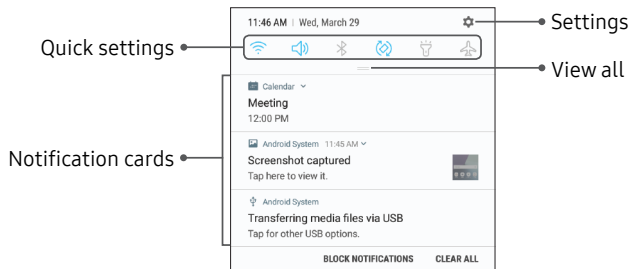 11:46 AM | Wed, March 29
Settings
Quick settings
View all
Calendar
Meeting
12:00 PM
Notification cards
Android System 11:45 AM
Screenshot captured
Tap here to view it.
Android System
Transferring media files via USB
Tap for other USB options.
BLOCK NOTIFICATIONS CLEAR ALL